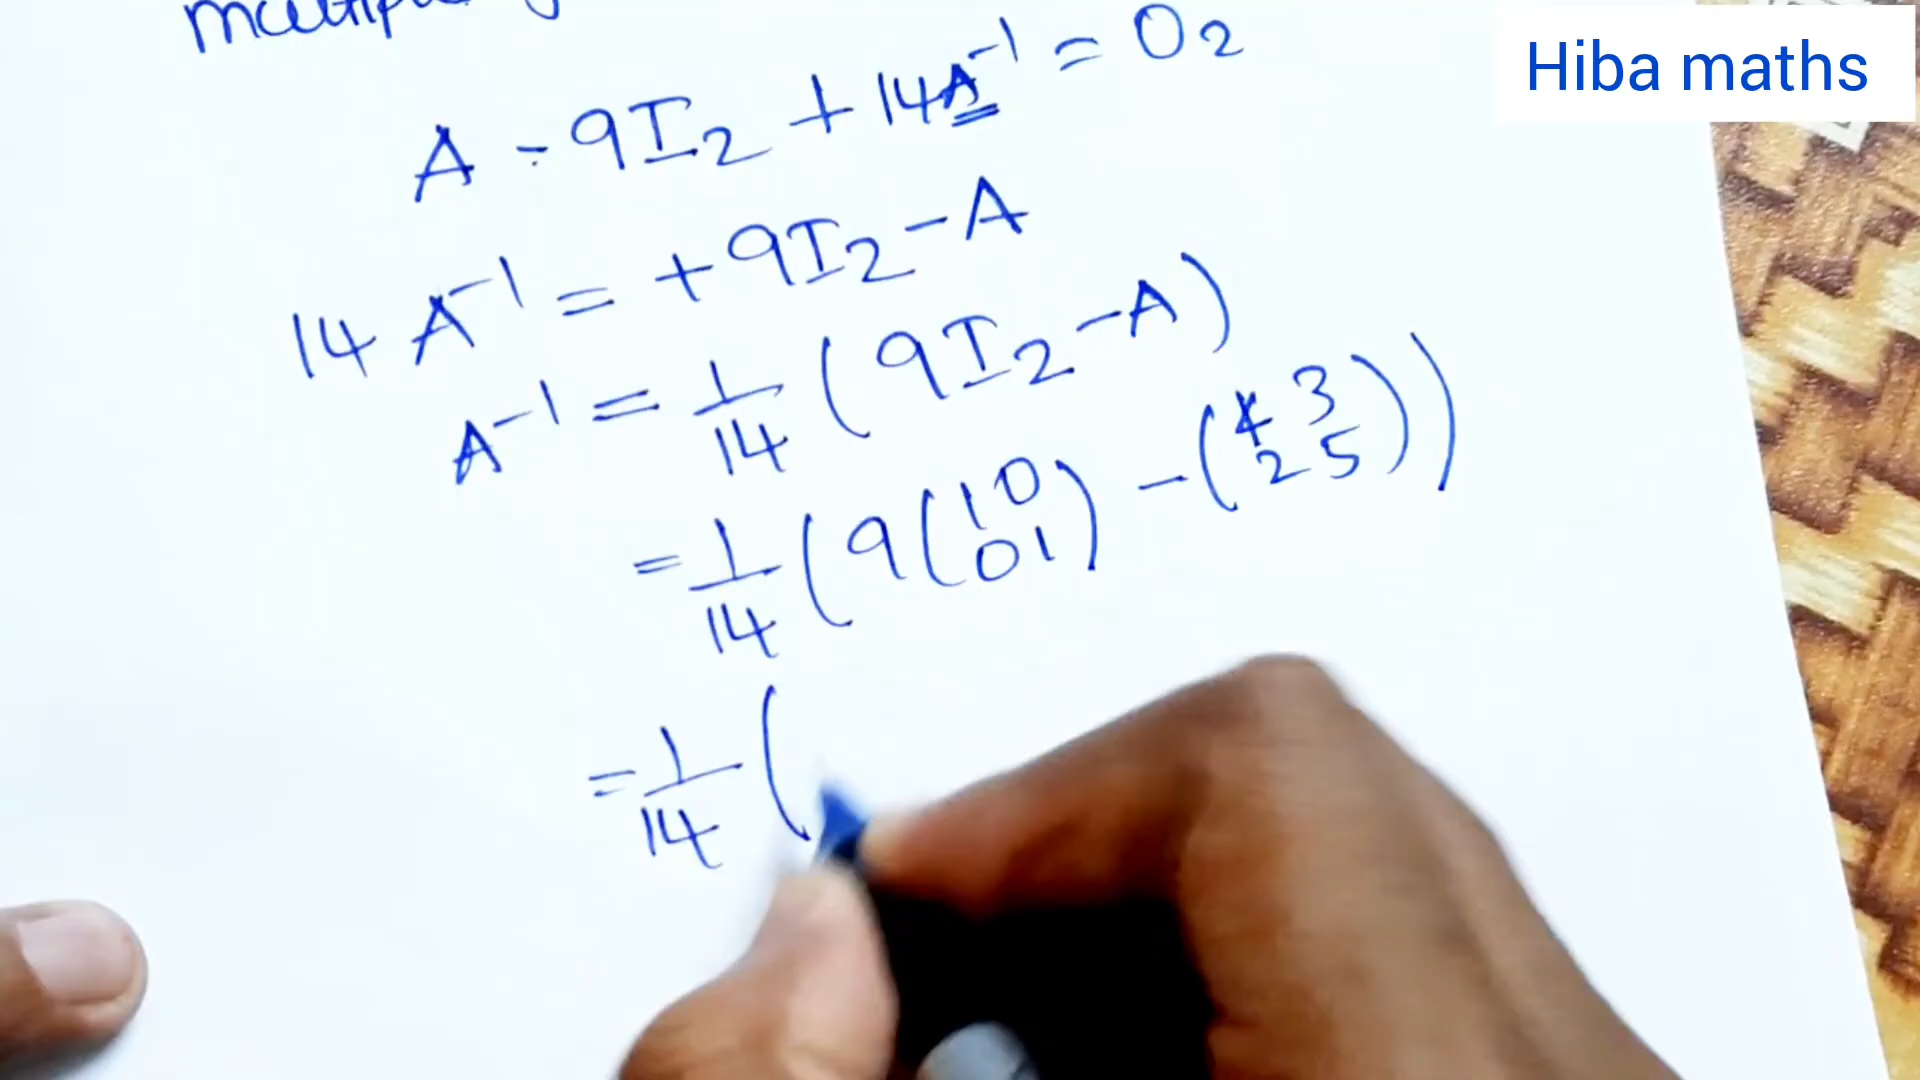 Hiba maths
A - 9I₂ + 14A⁻¹ = O₂
14 A⁻¹ = +9I₂ - A
A⁻¹ = 1/14 (9I₂ - A)
= 1/14 (9(1 0
0 1) - (4 3
2 5))
= 1/14 (